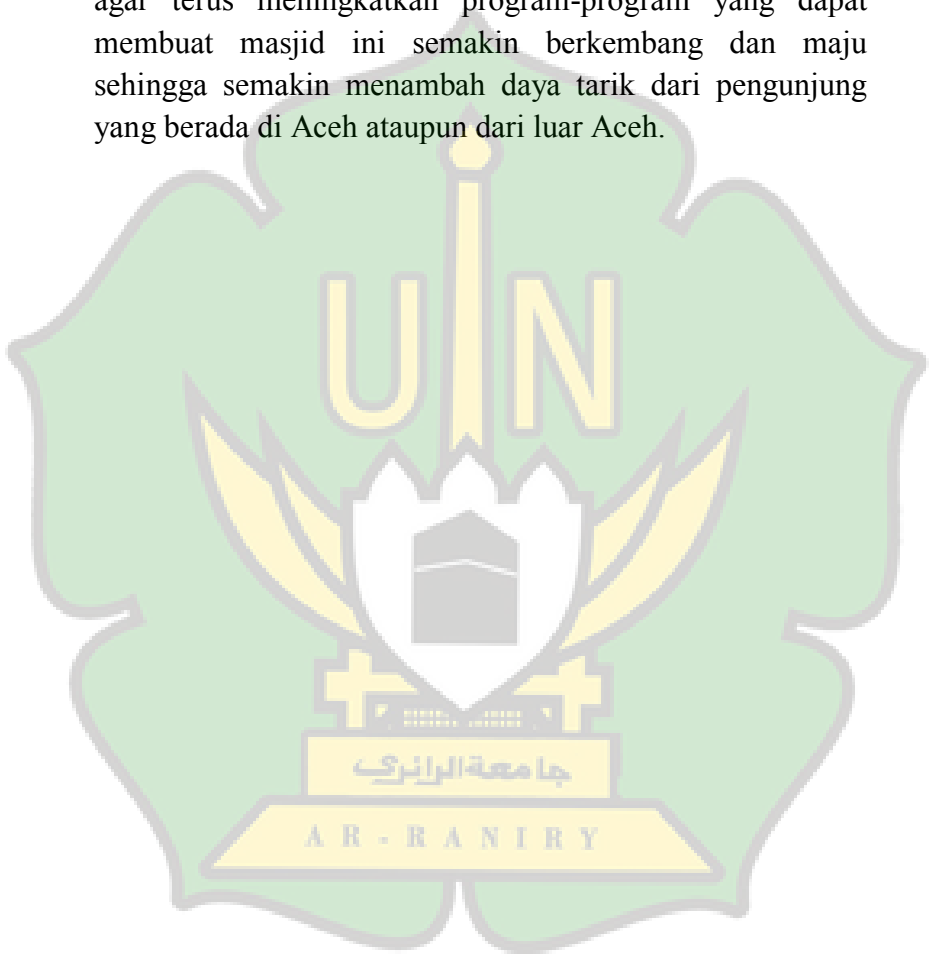 agar terus meningkatkan program-program yang dapat
membuat masjid ini semakin berkembang dan maju
sehingga semakin menambah daya tarik dari pengunjung
yang berada di Aceh ataupun dari luar Aceh.
UIN
جامعة الرانري
AR-RANIRY